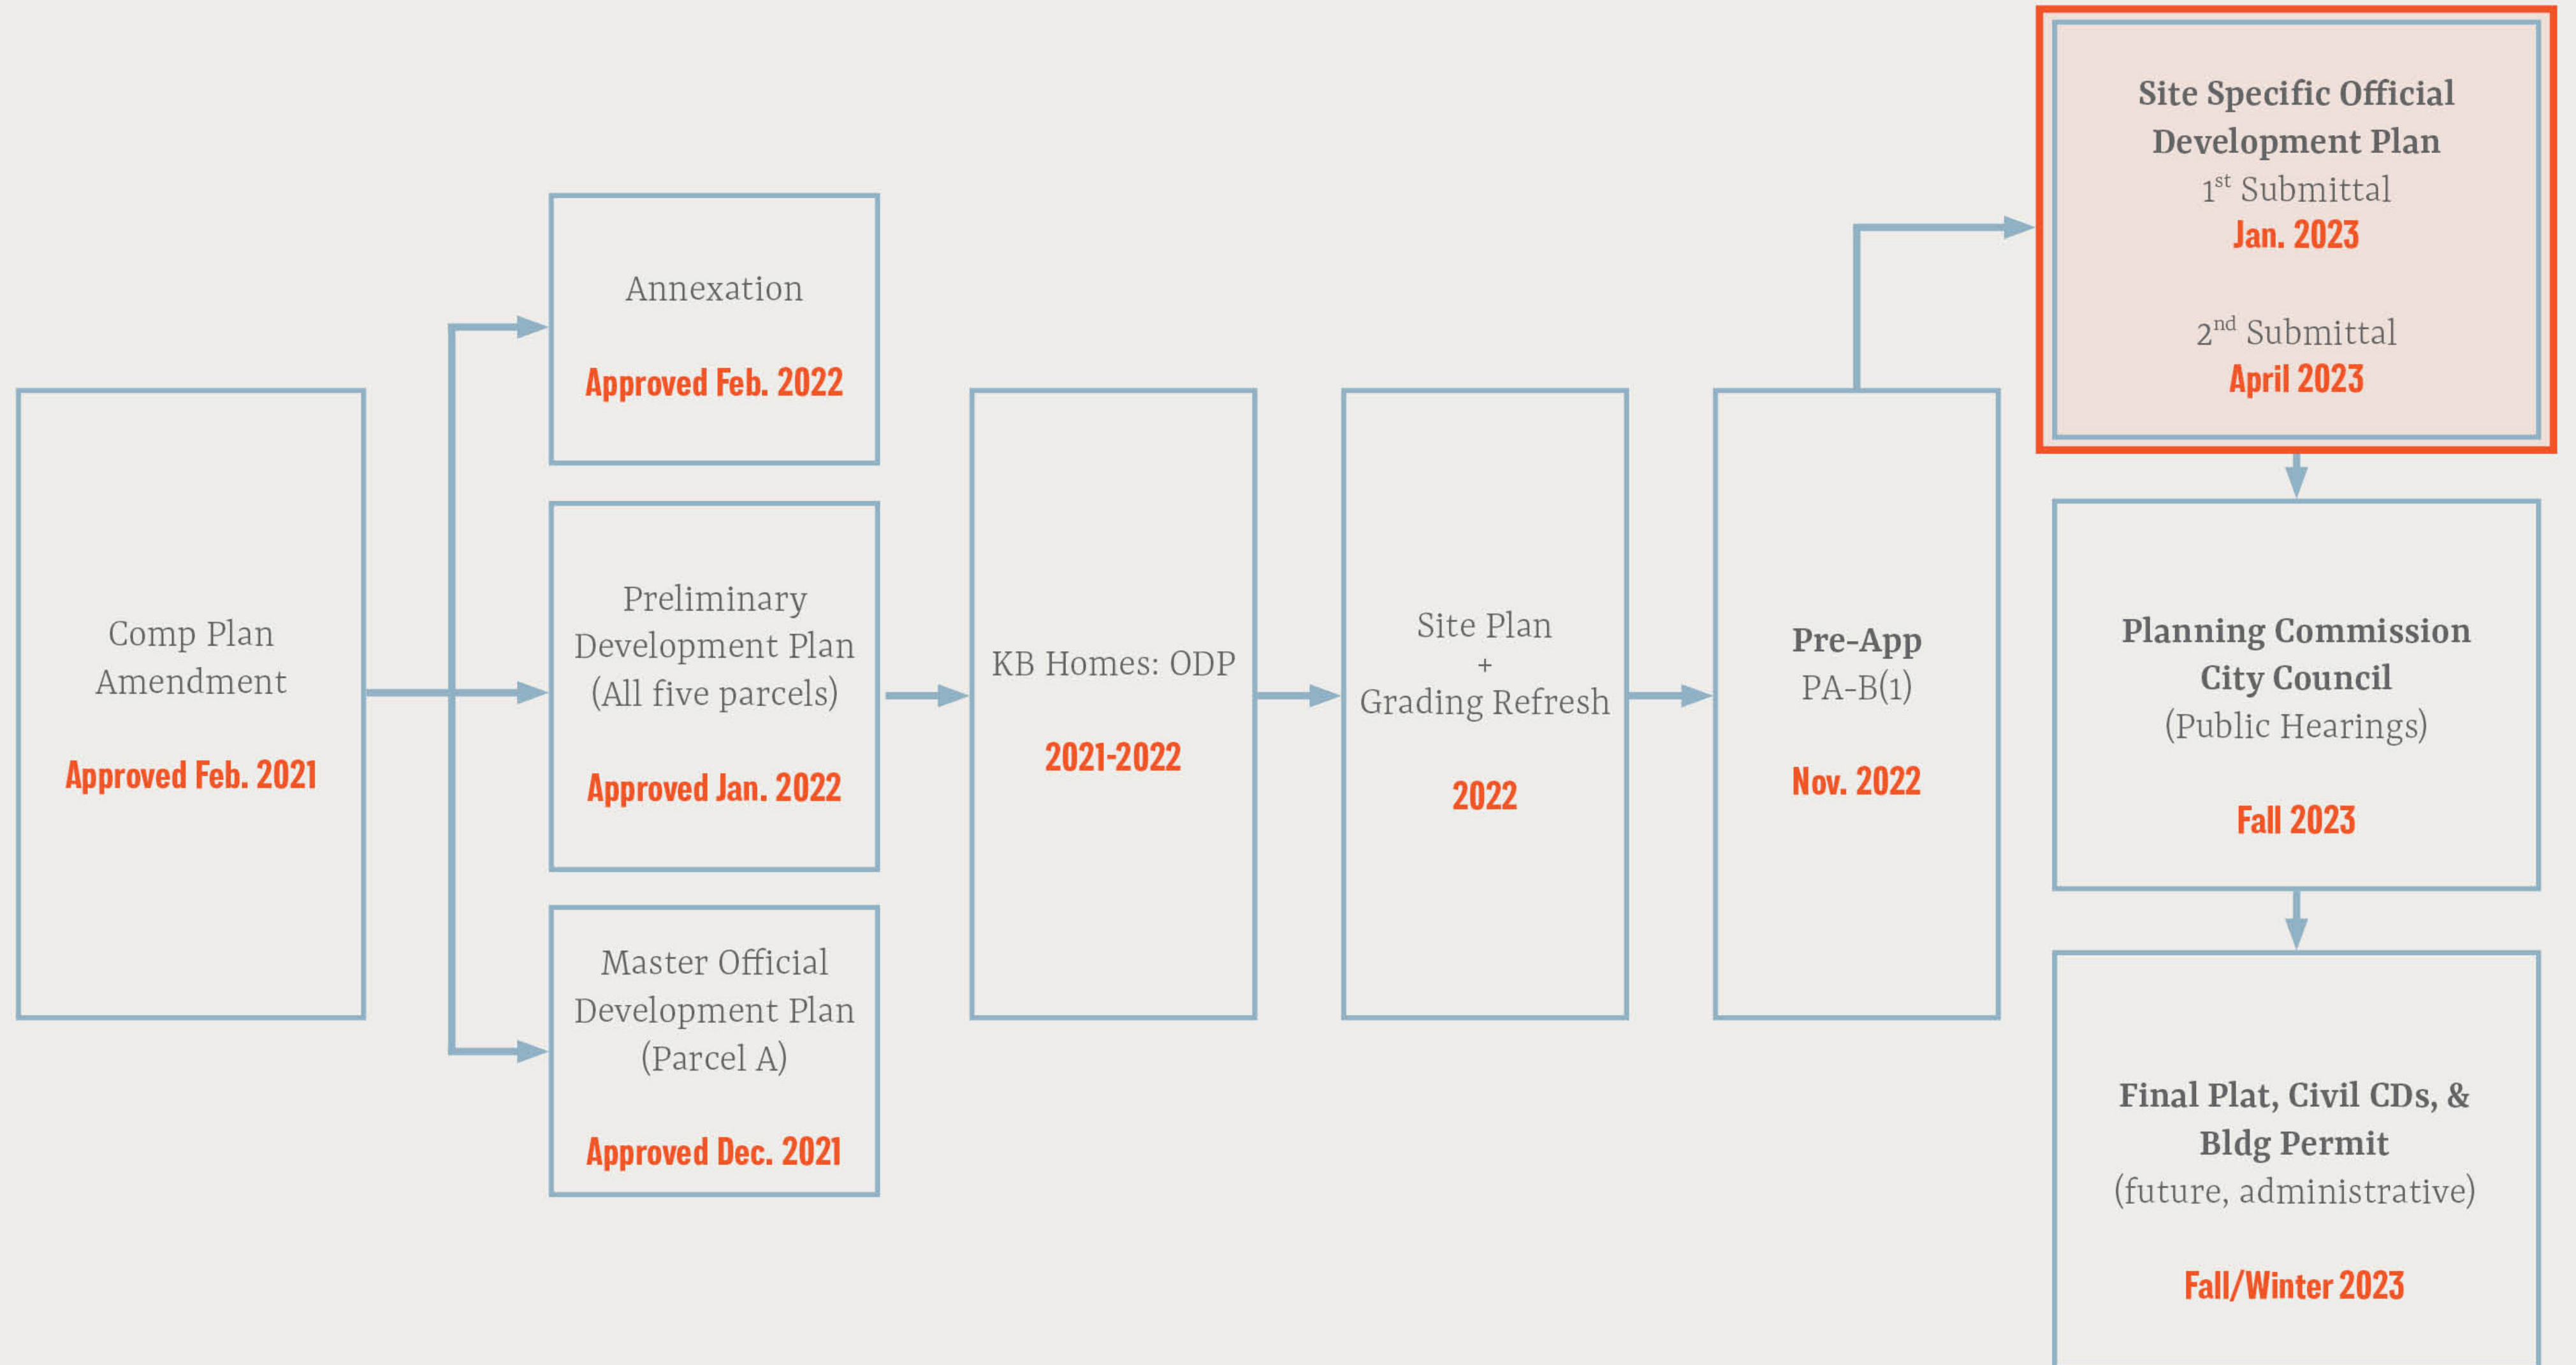 Comp Plan
Amendment
Approved Feb. 2021
Annexation
Approved Feb. 2022
Preliminary
Development Plan
(All five parcels)
Approved Jan. 2022
Master Official
Development Plan
(Parcel A)
Approved Dec. 2021
KB Homes: ODP
2021-2022
Site Plan
+
Grading Refresh
2022
Pre-App
PA-B(1)
Nov. 2022
Site Specific Official
Development Plan
1st Submittal
Jan. 2023
2nd Submittal
April 2023
Planning Commission
City Council
(Public Hearings)
Fall 2023
Final Plat, Civil CDs, &
Bldg Permit
(future, administrative)
Fall/Winter 2023